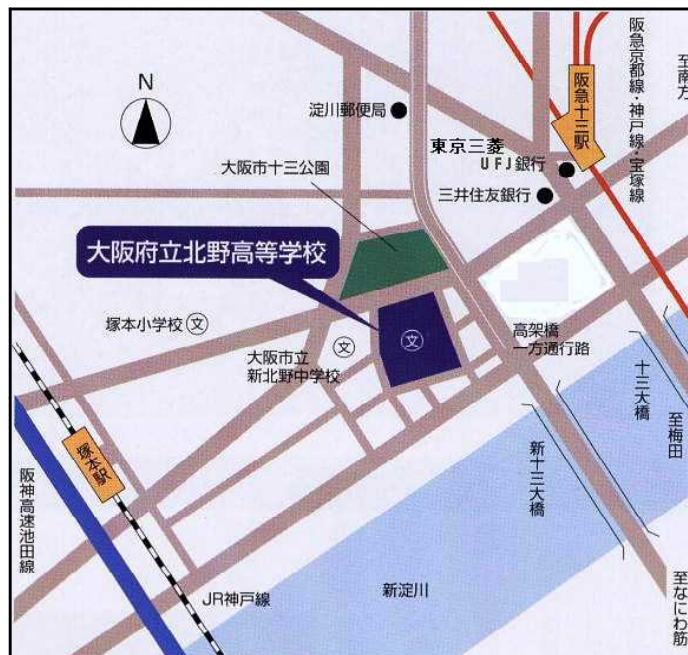 N
淀川郵便局
東京三菱
UFJ銀行
三井住友銀行
大阪市十三公園
阪急十三駅
阪急京都線・神戸線・宝塚線
至南方
大阪府立北野高等学校
塚本小学校
文
大阪市立
新北野中学校
文
文
高架橋
一方通行路
十三大橋
至梅田
新十三大橋
塚本駅
阪神高速池田線
JR神戸線
新淀川
至なにわ筋